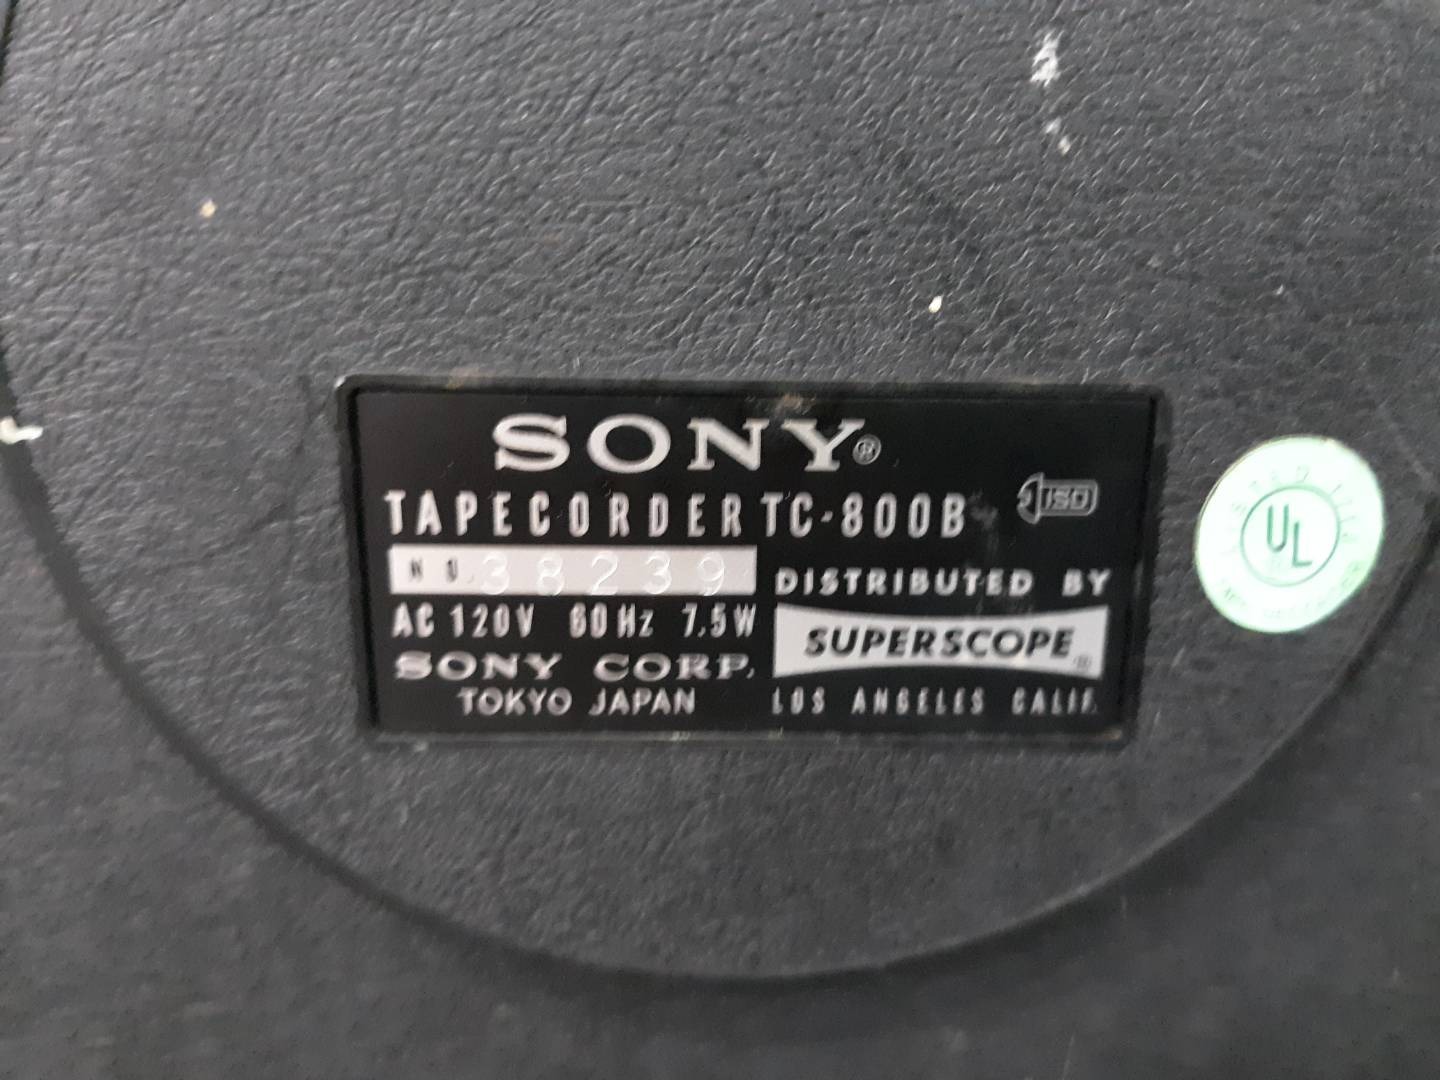 SONY®
TAPECORDER TC-800B
ISO
NO. 38239
AC 120V 60Hz 7.5W
SONY CORP.
TOKYO JAPAN
DISTRIBUTED BY
SUPERSCOPE®
LOS ANGELES CALIF.
UL